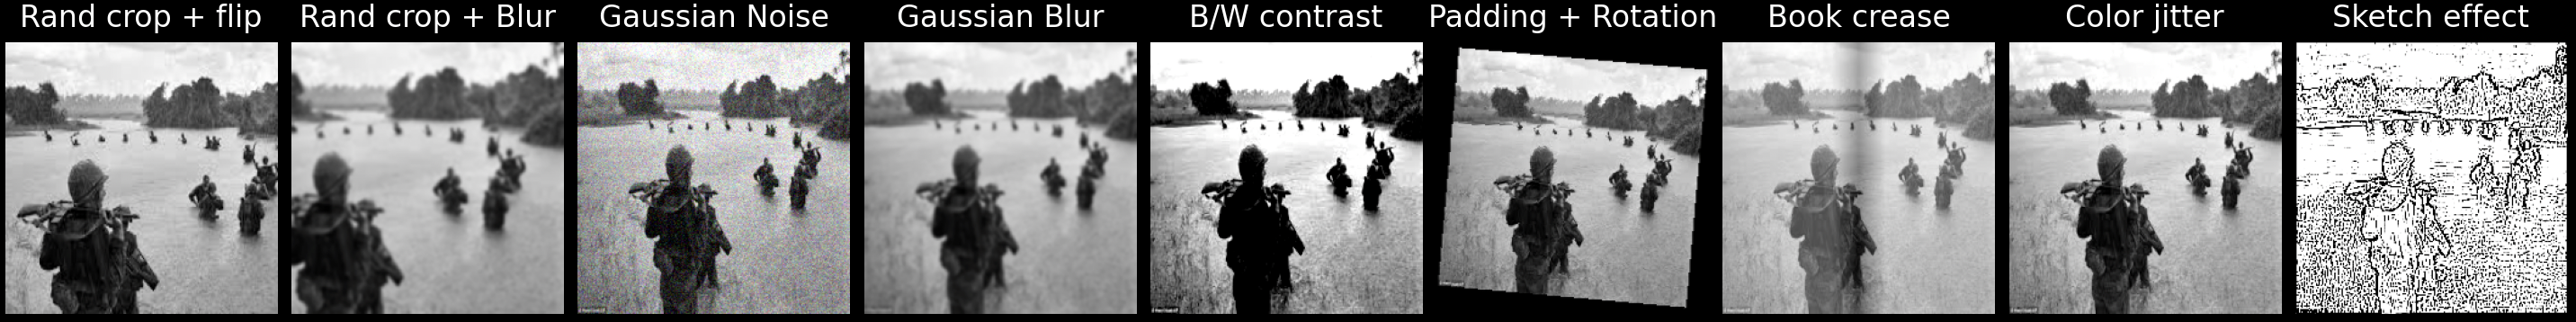 Rand crop + flip
Rand crop + Blur
Gaussian Noise
Gaussian Blur
B/W contrast
Padding + Rotation
Book crease
Color jitter
Sketch effect